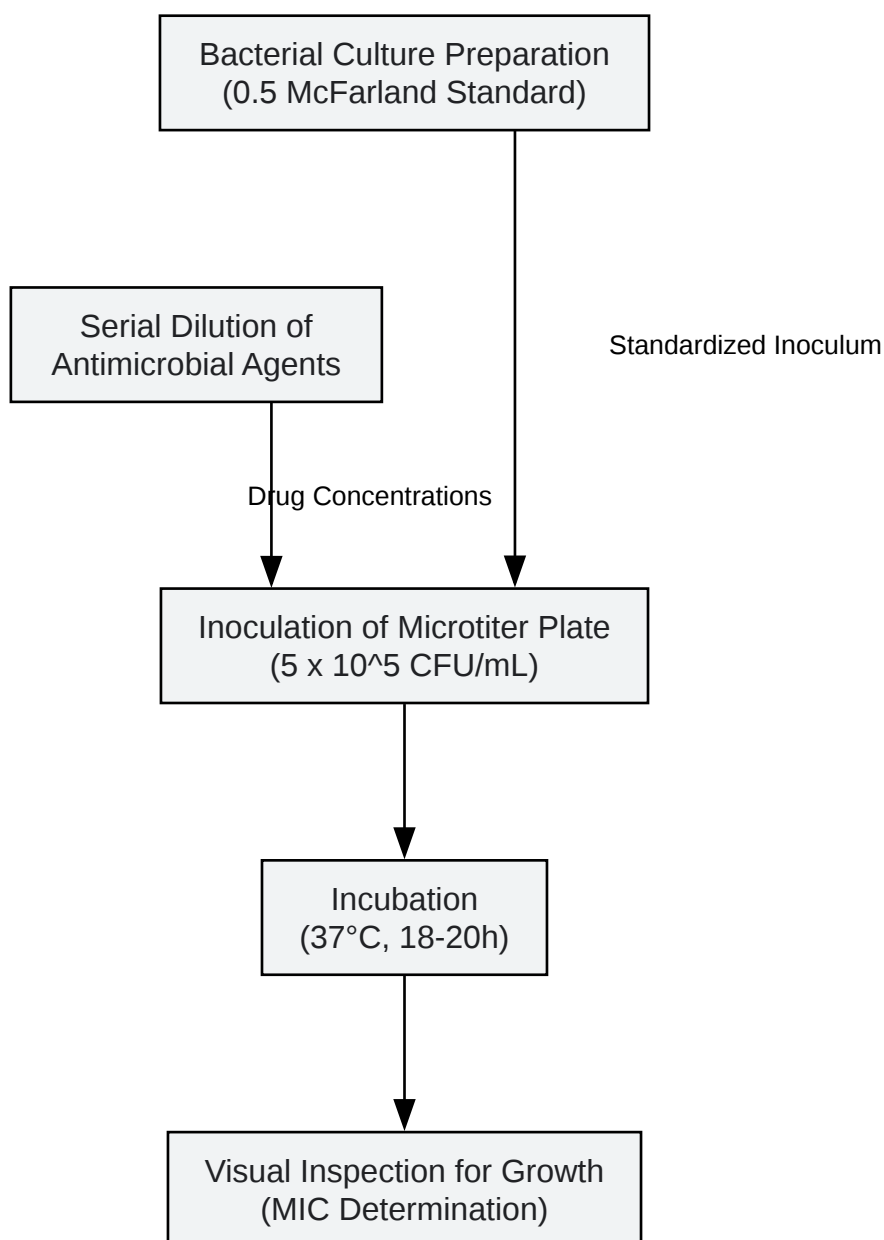 Bacterial Culture Preparation
(0.5 McFarland Standard)
Serial Dilution of
Antimicrobial Agents
Standardized Inoculum
Drug Concentrations
Inoculation of Microtiter Plate
(5 x 10^5 CFU/mL)
Incubation
(37°C, 18-20h)
Visual Inspection for Growth
(MIC Determination)